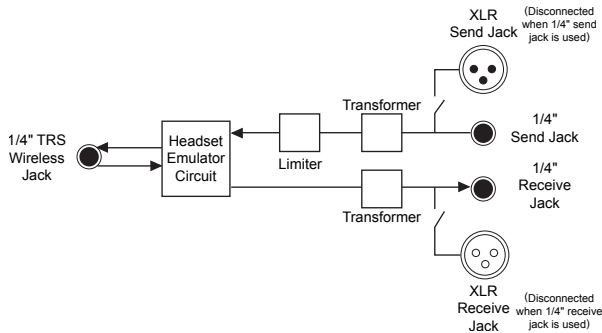 XLR
Send Jack
(Disconnected
when 1/4" send
jack is used)
Transformer
1/4"
Send Jack
1/4" TRS
Wireless
Jack
Headset
Emulator
Circuit
Limiter
1/4"
Receive
Jack
Transformer
XLR
Receive
Jack
(Disconnected
when 1/4" receive
jack is used)